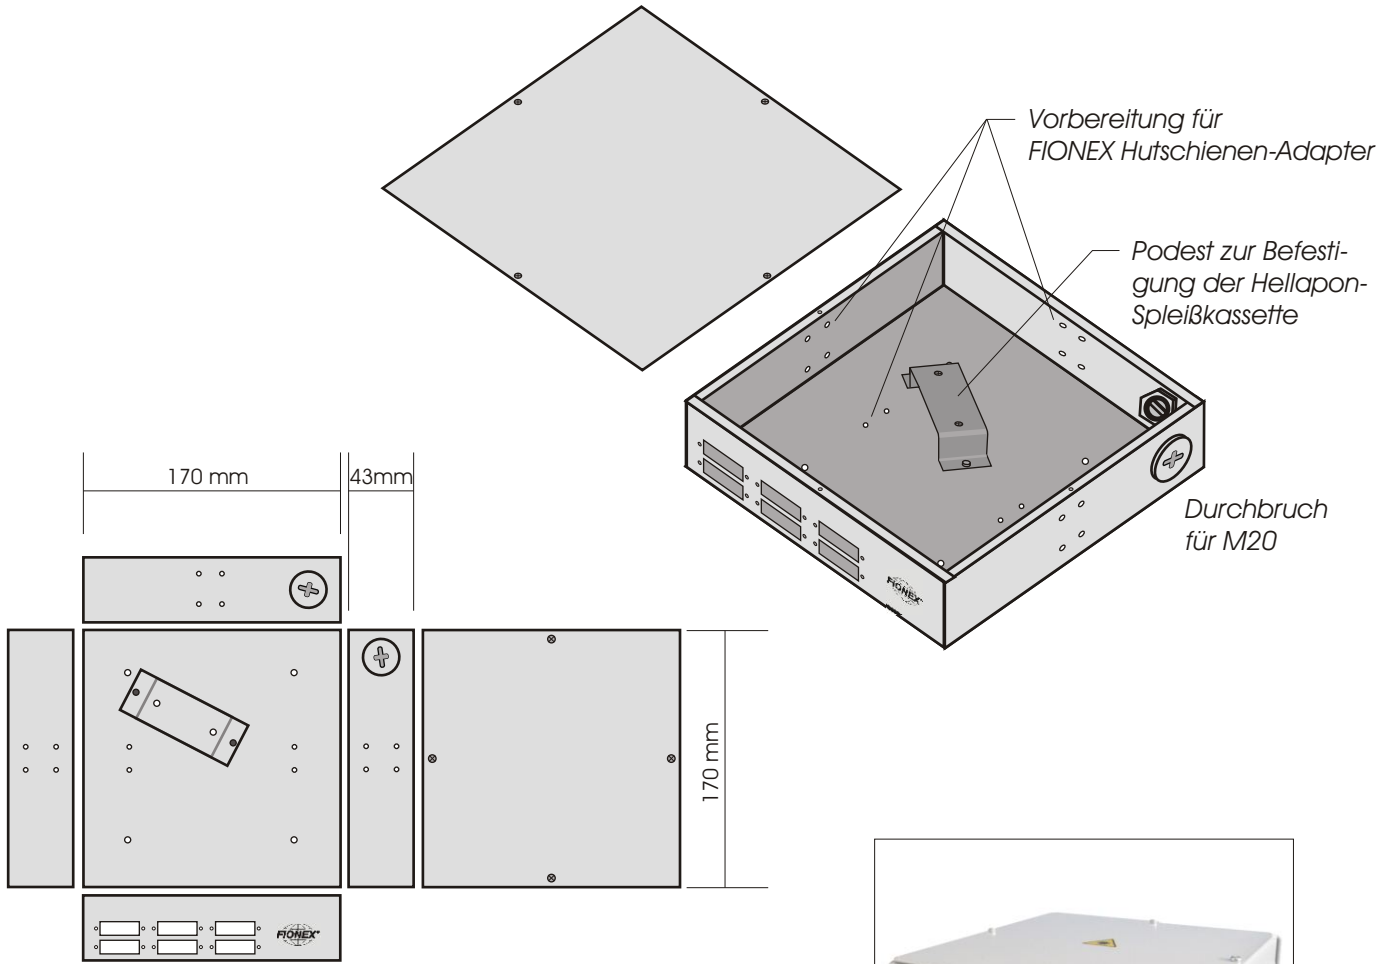 Vorbereitung für
FIONEX Hutschienen-Adapter
Podest zur Befesti-
gung der Hellapon-
Spleißkassette
Durchbruch
für M20
FIONEX®
170 mm
43mm
170 mm
FIONEX®